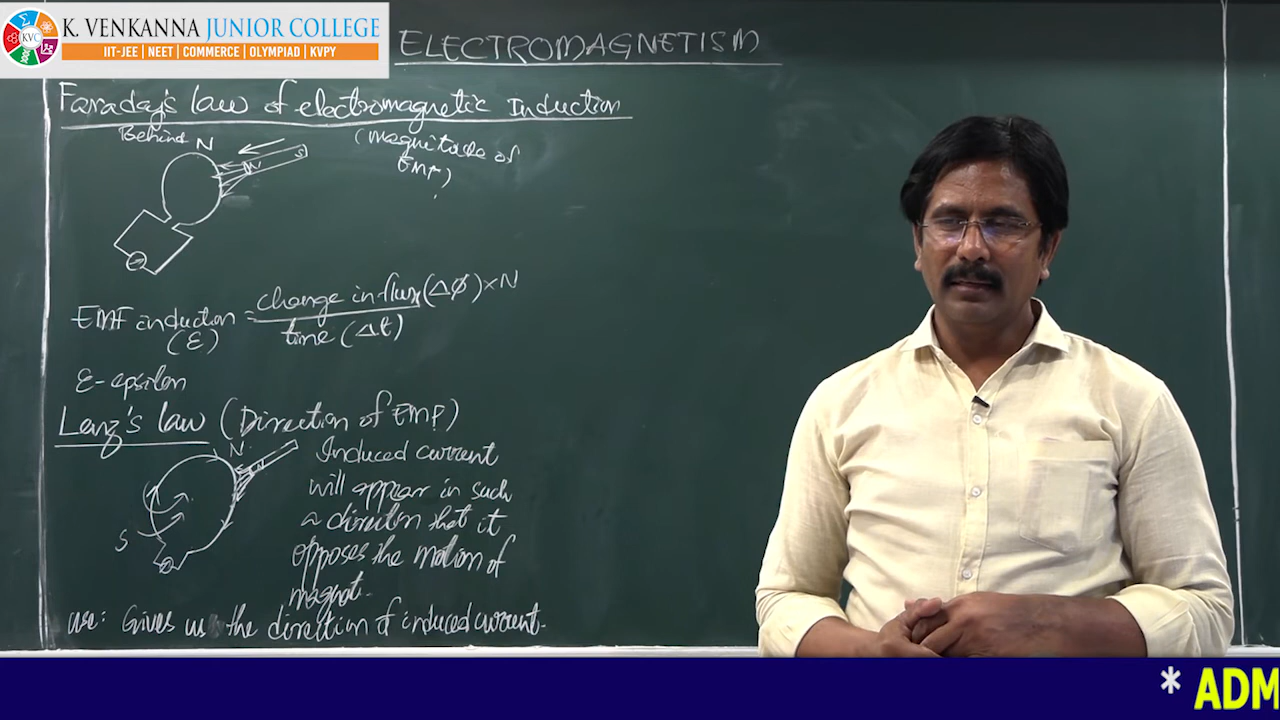 KVC
K. VENKANNA JUNIOR COLLEGE
IIT-JEE | NEET | COMMERCE | OLYMPIAD | KVPY
ELECTROMAGNETISM
Faraday's law of electromagnetic Induction
Behind N
(magnitude of
EMF)
N S
EMF induction = change in flux (Δφ) × N
(ε) time (Δt)
ε - epsilon
Lenz's law (Direction of EMF)
N
N
S
Induced current
will appear in such
a direction that it
opposes the motion of
magnet.
use: Gives us the direction of induced current.
* ADM